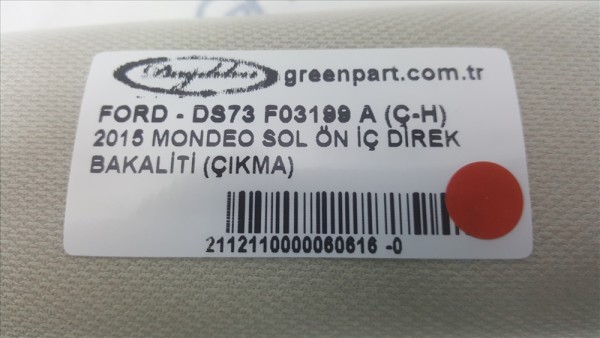 greenpart.com.tr
FORD - DS73 F03199 A (Ç-H)
2015 MONDEO SOL ÖN İÇ DİREK
BAKALİTİ (ÇIKMA)
2112110000060616 -0